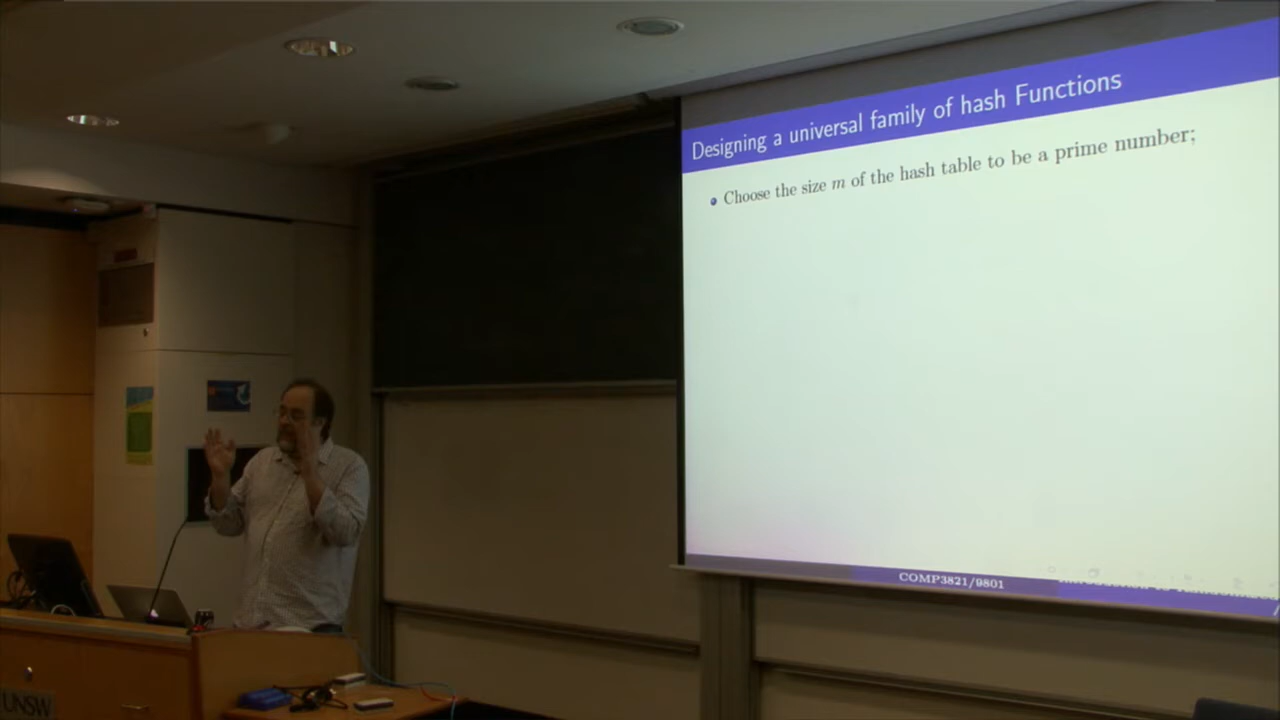 Designing a universal family of hash Functions
Choose the size m of the hash table to be a prime number;
COMP3821/9801
UNSW